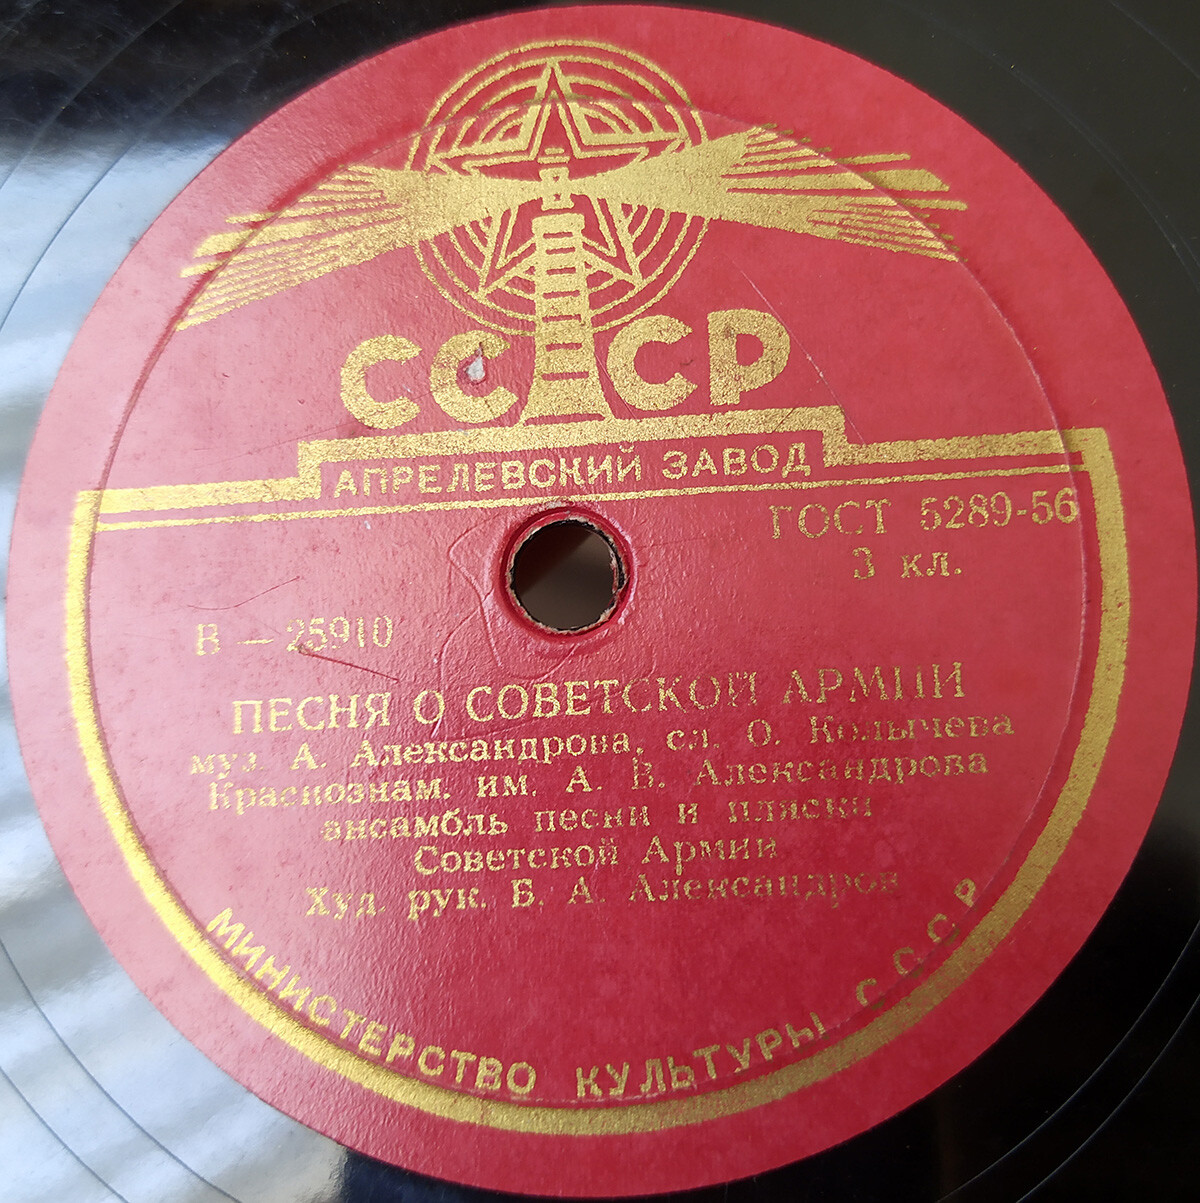 СССР
АПРЕЛЕВСКИЙ ЗАВОД
ГОСТ 5289-56
3 кл.
В — 25910
ПЕСНЯ О СОВЕТСКОЙ АРМИИ
муз. А. Александрова, сл. О. Колычева
Краснознам. им. А. В. Александрова
ансамбль песни и пляски
Советской Армии
Худ. рук. Б. А. Александров
МИНИСТЕРСТВО КУЛЬТУРЫ СССР